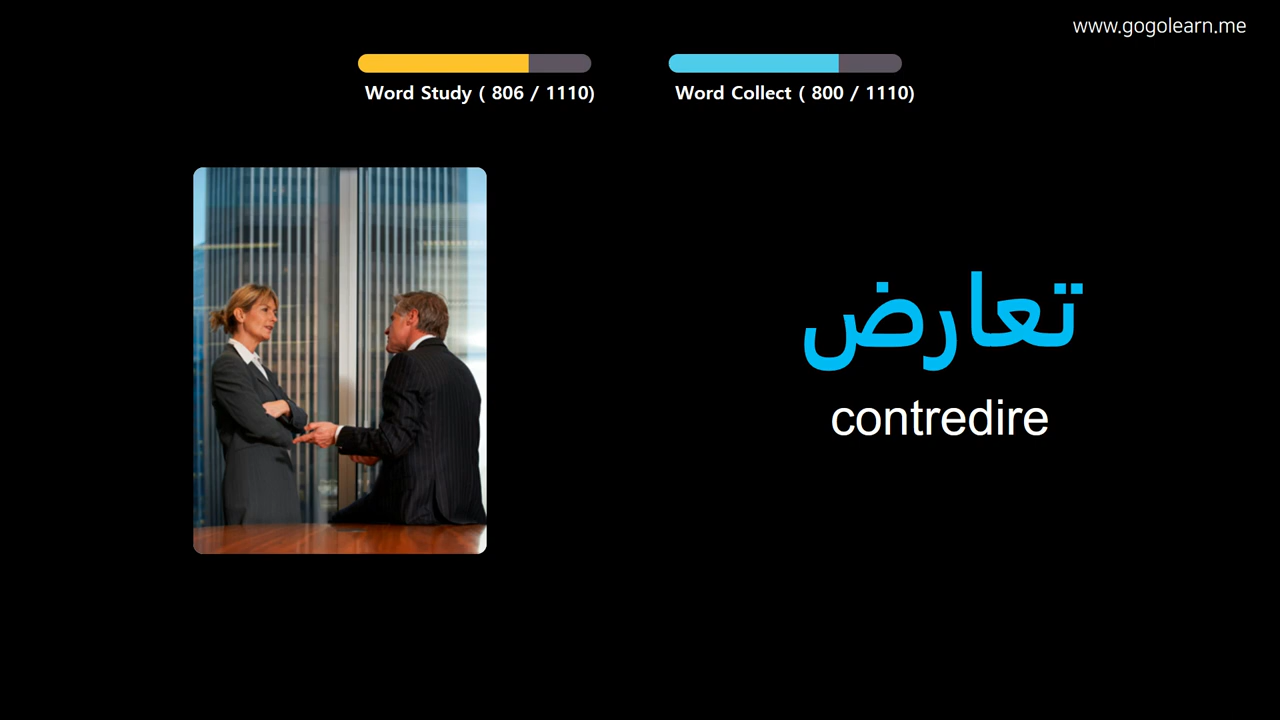 www.gogolearn.me
Word Study ( 806 / 1110)
Word Collect ( 800 / 1110)
تعارض
contredire